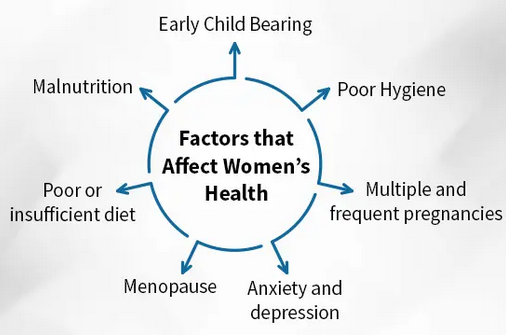 Early Child Bearing
Malnutrition
Poor Hygiene
Factors that
Affect Women's
Health
Poor or
insufficient diet
Multiple and
frequent pregnancies
Menopause
Anxiety and
depression